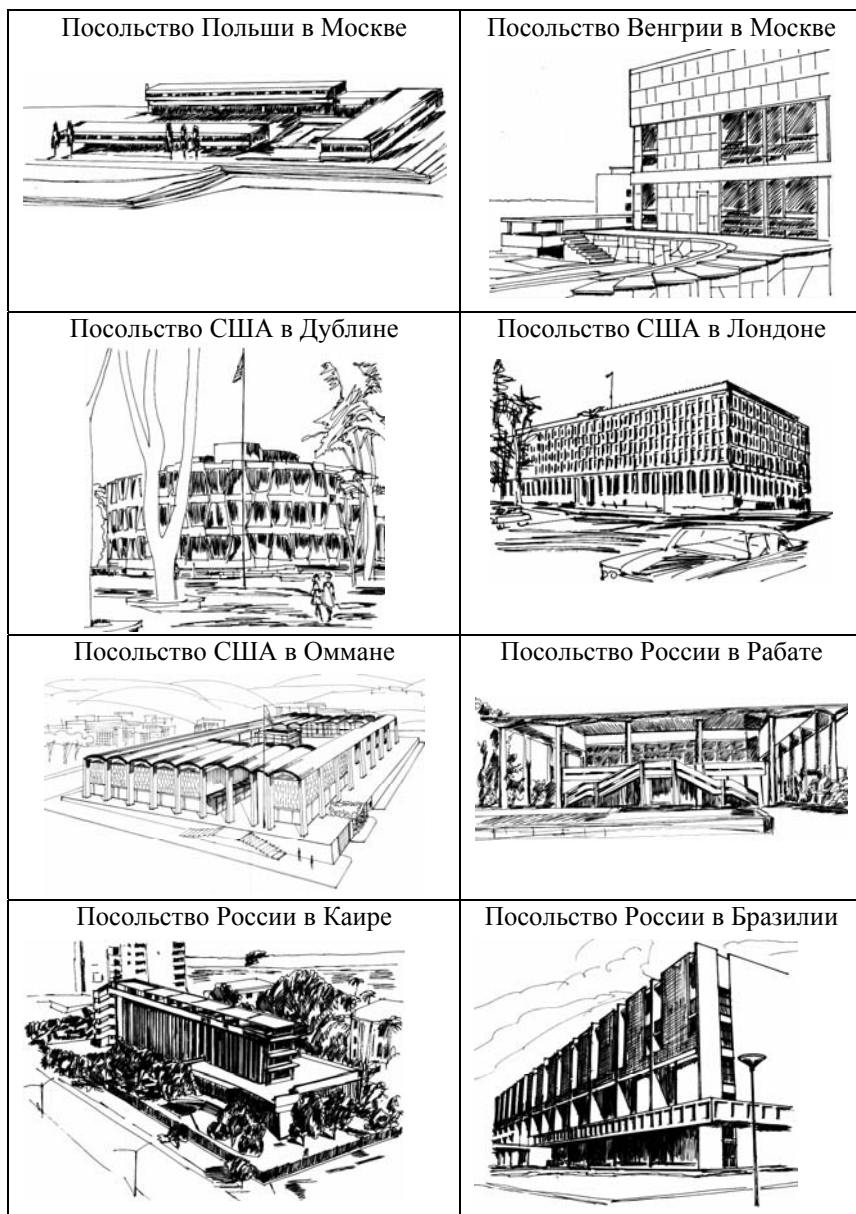 Посольство Польши в Москве
Посольство Венгрии в Москве
Посольство США в Дублине
Посольство США в Лондоне
Посольство США в Оммане
Посольство России в Рабате
Посольство России в Каире
Посольство России в Бразилии